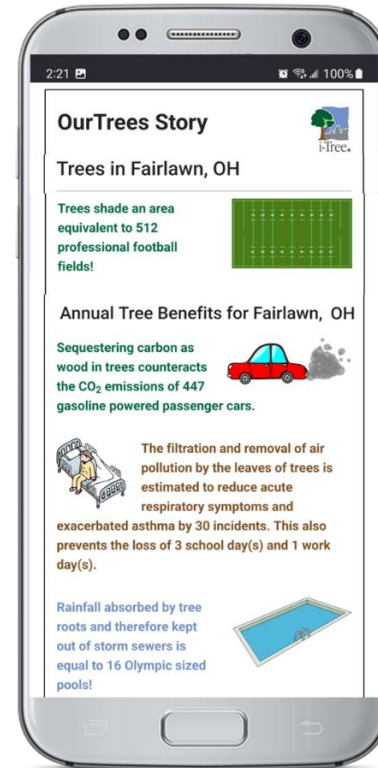 2:21 100%
OurTrees Story
i-Tree®
Trees in Fairlawn, OH
Trees shade an area
equivalent to 512
professional football
fields!
Annual Tree Benefits for Fairlawn, OH
Sequestering carbon as
wood in trees counteracts
the CO₂ emissions of 447
gasoline powered passenger cars.
The filtration and removal of air
pollution by the leaves of trees is
estimated to reduce acute
respiratory symptoms and
exacerbated asthma by 30 incidents. This also
prevents the loss of 3 school day(s) and 1 work
day(s).
Rainfall absorbed by tree
roots and therefore kept
out of storm sewers is
equal to 16 Olympic sized
pools!